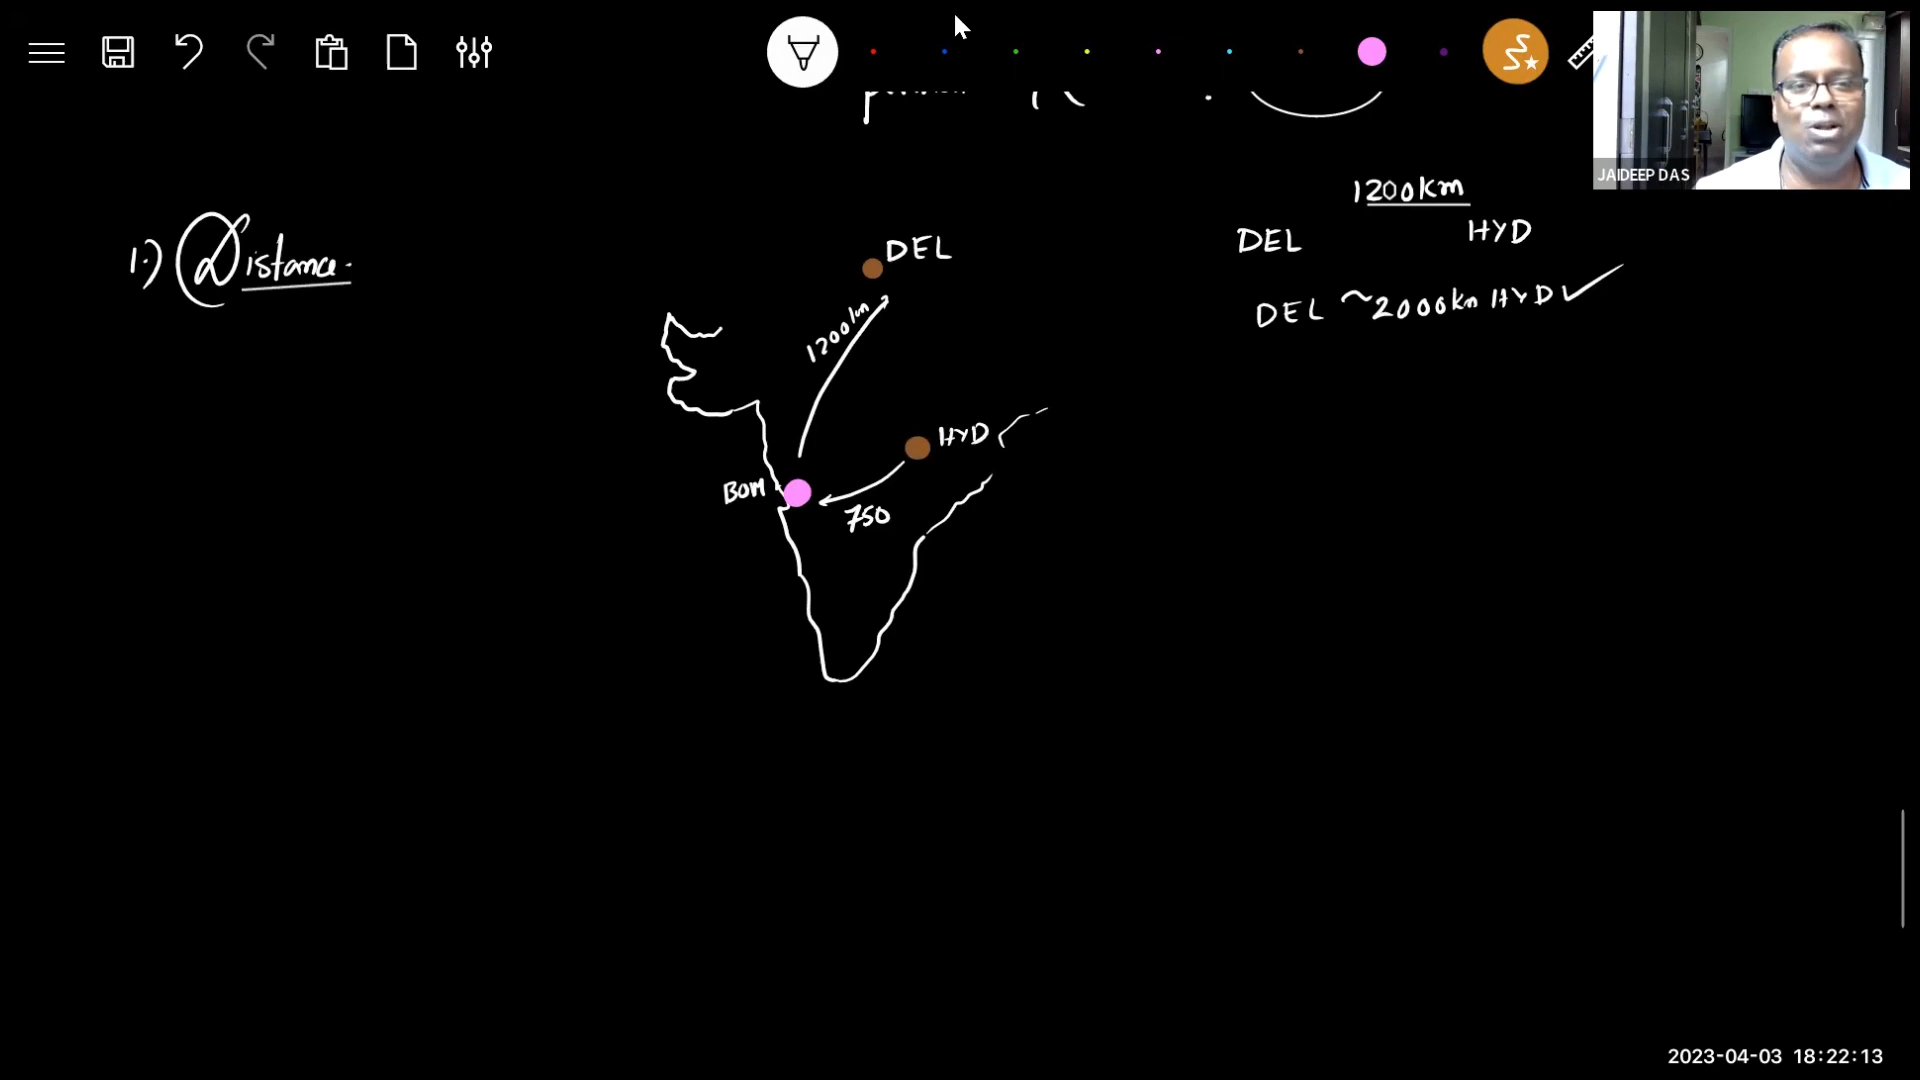 JAIDEEP DAS
1200km
DEL HYD
1.) Distance.
DEL
DEL ~2000km HYD
1200km
HYD
BOM
750
2023-04-03 18:22:13